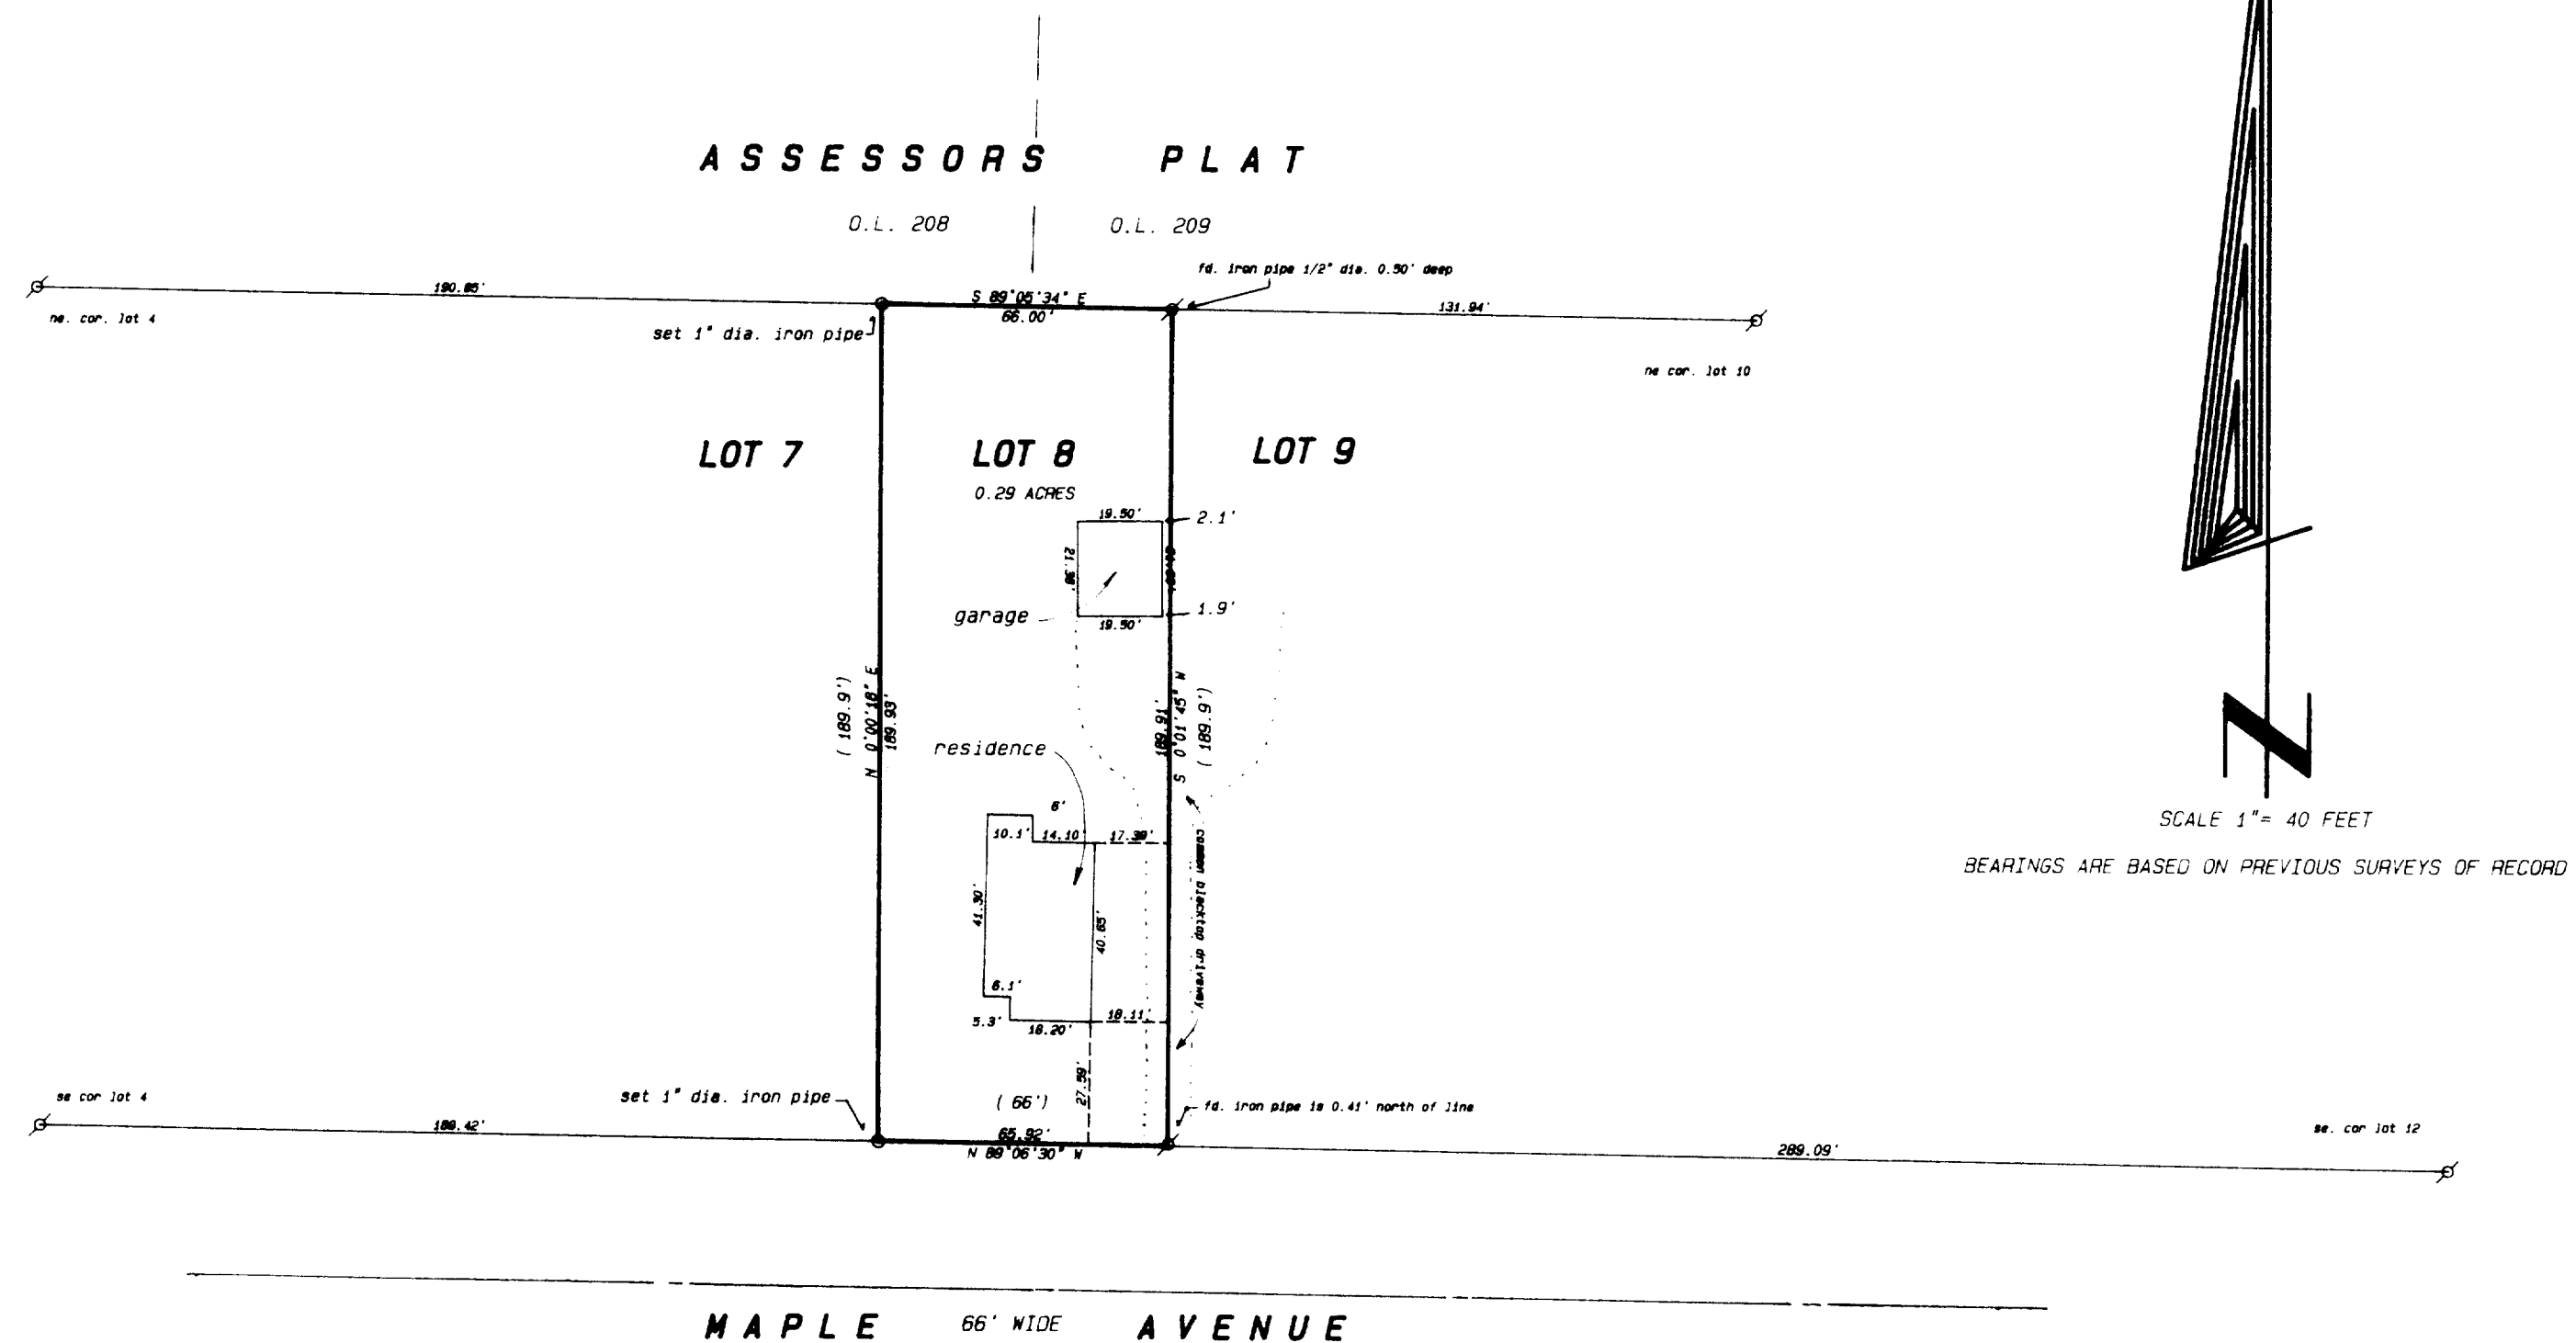 ASSESSORS PLAT
O.L. 208
O.L. 209
fd. iron pipe 1/2" dia. 0.50' deep
190.85'
S 89°05'34" E
66.00'
131.94'
ne. cor. lot 4
set 1" dia. iron pipe
ne cor. lot 10
LOT 7
LOT 8
LOT 9
0.29 ACRES
19.50'
2.1'
21.38'
garage
19.50'
1.9'
( 189.9')
N 0°00'18" E
189.93'
189.91'
S 0°01'45" W
( 189.9')
residence
6'
10.1'
14.10'
17.39'
common blacktop driveway
41.30'
40.65'
6.1'
5.3'
18.20'
18.11'
27.59'
se cor lot 4
set 1" dia. iron pipe
( 66')
fd. iron pipe is 0.41' north of line
189.42'
65.92'
N 89°06'30" W
289.09'
se. cor lot 12
MAPLE 66' WIDE AVENUE
N
SCALE 1"= 40 FEET
BEARINGS ARE BASED ON PREVIOUS SURVEYS OF RECORD